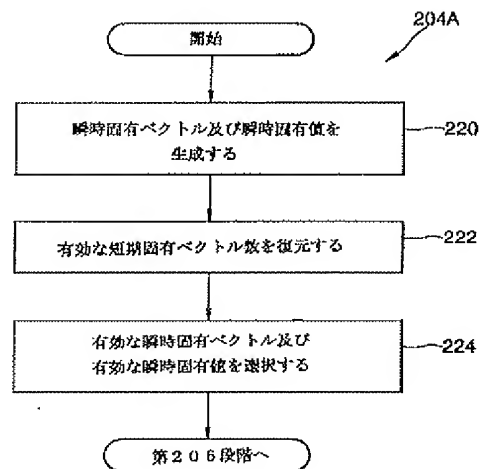 204A
開始
瞬時固有ベクトル及び瞬時固有値を
生成する
220
有効な短期固有ベクトル数を復元する
222
有効な瞬時固有ベクトル及び
有効な瞬時固有値を選択する
224
第206段階へ